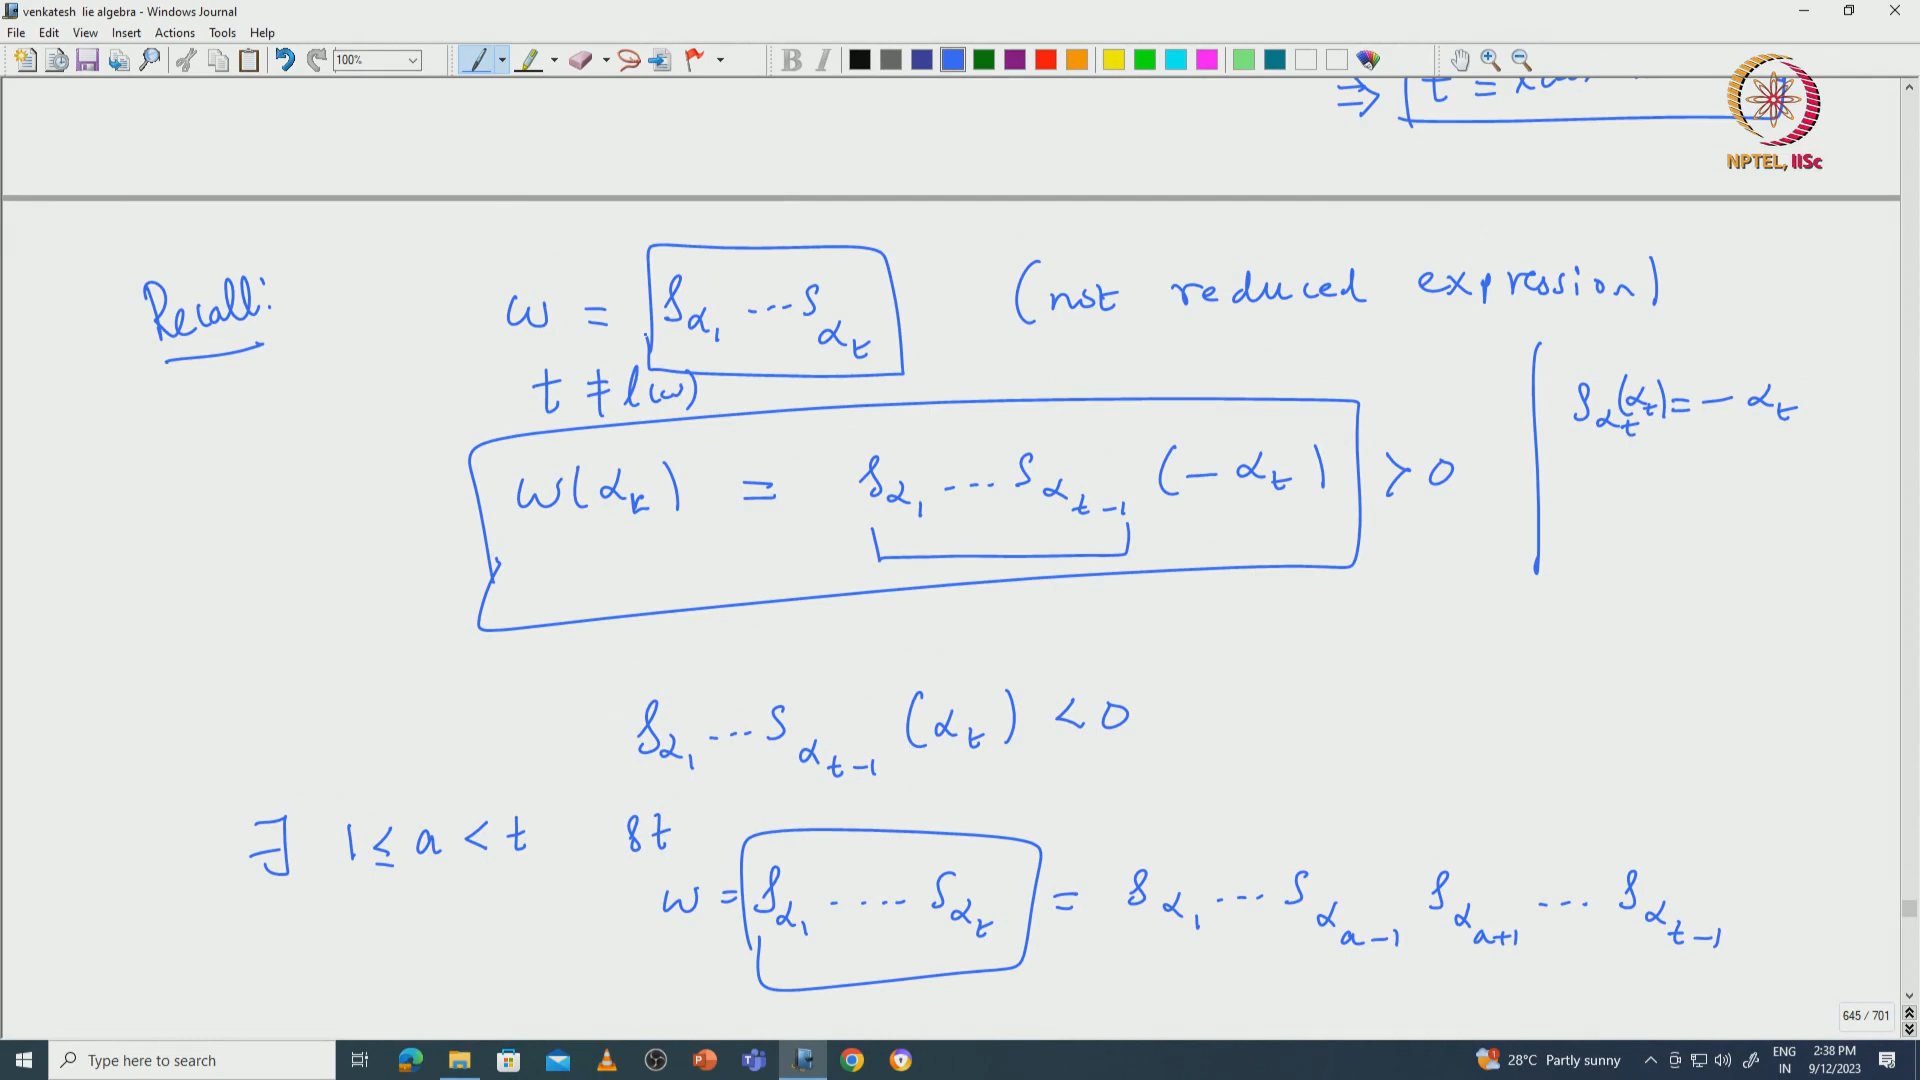 venkatesh lie algebra - Windows Journal
File Edit View Insert Actions Tools Help
100%
B I
⇒ t =
NPTEL, IISc
Recall: w = s_{α_1} ... s_{α_t} (not reduced expression)
t ≠ l(w)
s_{α_t}(α_t) = - α_t
w(α_t) = s_{α_1} ... s_{α_{t-1}} (- α_t) > 0
s_{α_1} ... s_{α_{t-1}} (α_t) < 0
∃ 1 ≤ a < t st
w = s_{α_1} ..... s_{α_t} = s_{α_1} ... s_{α_{a-1}} s_{α_{a+1}} ... s_{α_{t-1}}
645 / 701
Type here to search
28°C Partly sunny
ENG
IN
2:38 PM
9/12/2023